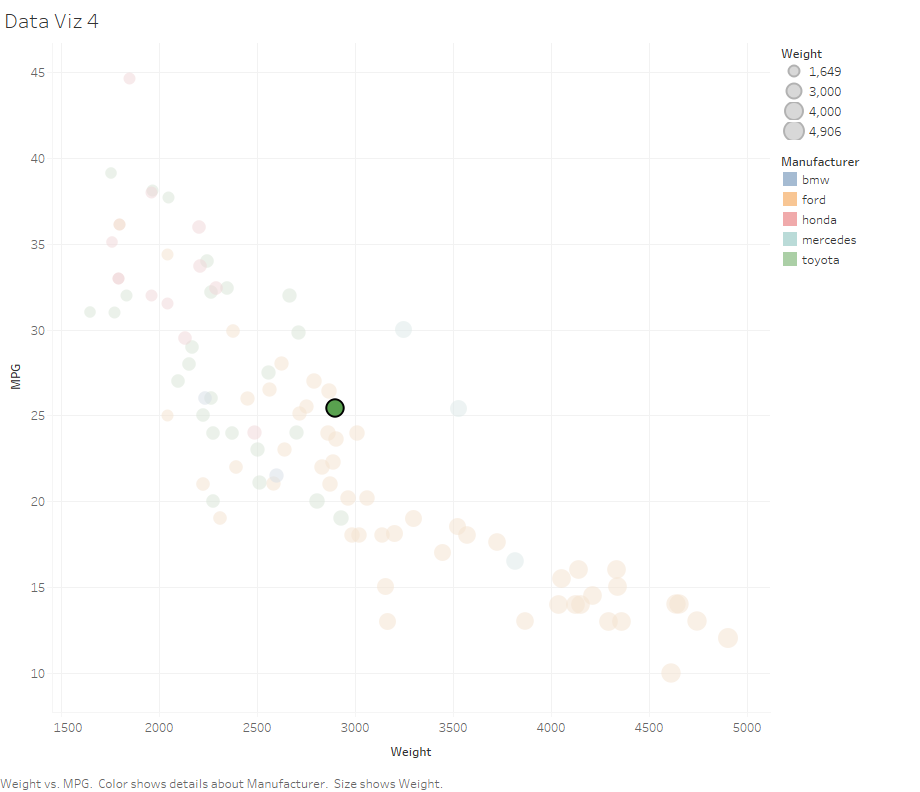 Data Viz 4
Weight
1,649
3,000
4,000
4,906
Manufacturer
bmw
ford
honda
mercedes
toyota
45
40
35
30
25
20
15
10
MPG
1500 2000 2500 3000 3500 4000 4500 5000
Weight
Weight vs. MPG. Color shows details about Manufacturer. Size shows Weight.